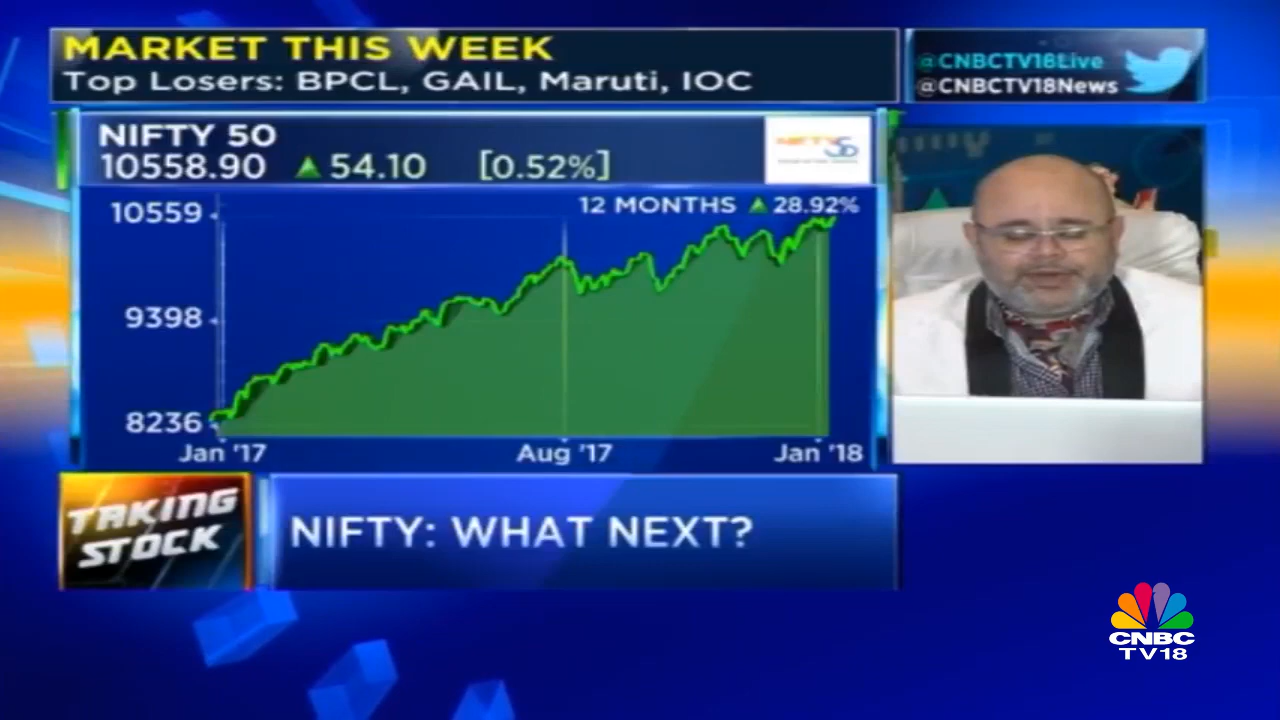 MARKET THIS WEEK
Top Losers: BPCL, GAIL, Maruti, IOC
@CNBCTV18Live
@CNBCTV18News
NIFTY 50
10558.90 ▲ 54.10 [0.52%]
12 MONTHS ▲ 28.92%
10559
9398
8236
Jan '17 Aug '17 Jan '18
TAKING
STOCK
NIFTY: WHAT NEXT?
CNBC
TV18